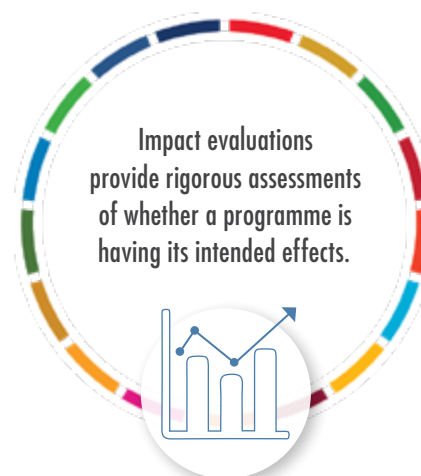 Impact evaluations
provide rigorous assessments
of whether a programme is
having its intended effects.